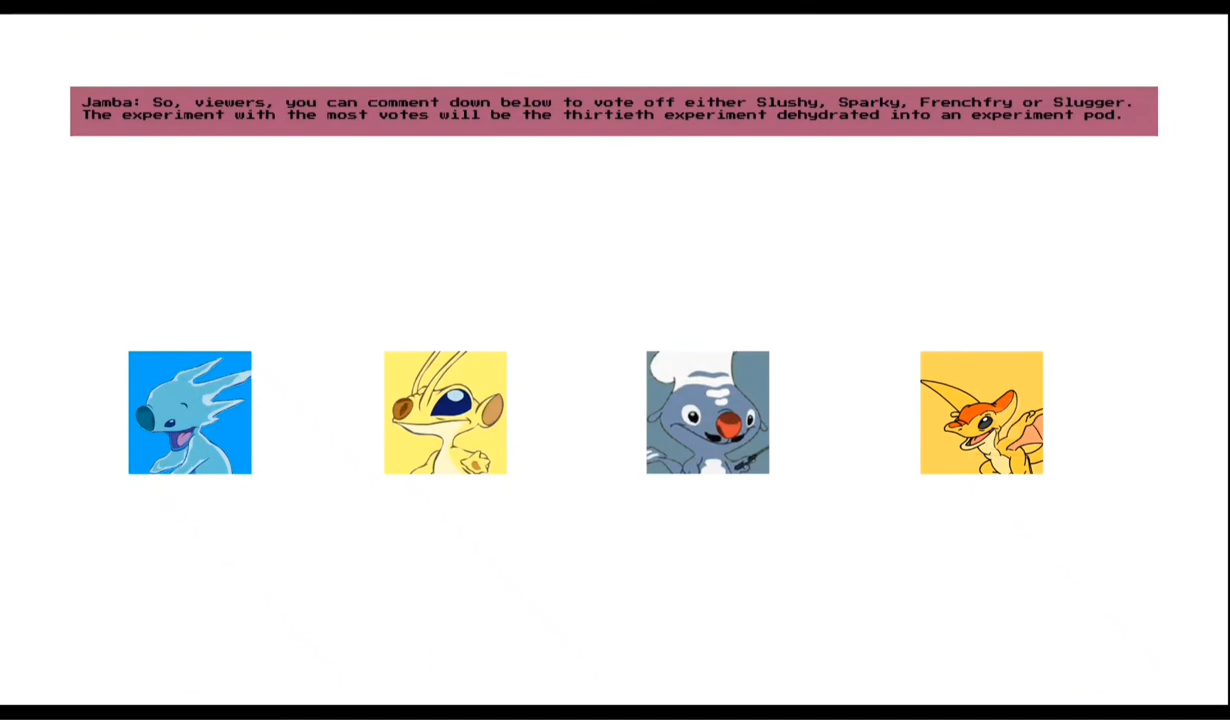 Jamba: So, viewers, you can comment down below to vote off either Slushy, Sparky, Frenchfry or Slugger.
The experiment with the most votes will be the thirtieth experiment dehydrated into an experiment pod.